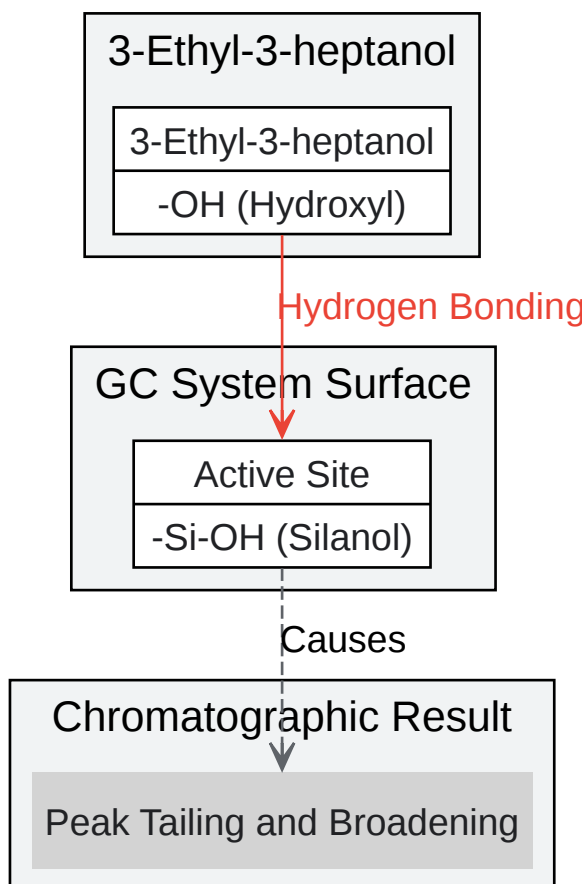 3-Ethyl-3-heptanol
3-Ethyl-3-heptanol
-OH (Hydroxyl)
Hydrogen Bonding
GC System Surface
Active Site
-Si-OH (Silanol)
Causes
Chromatographic Result
Peak Tailing and Broadening